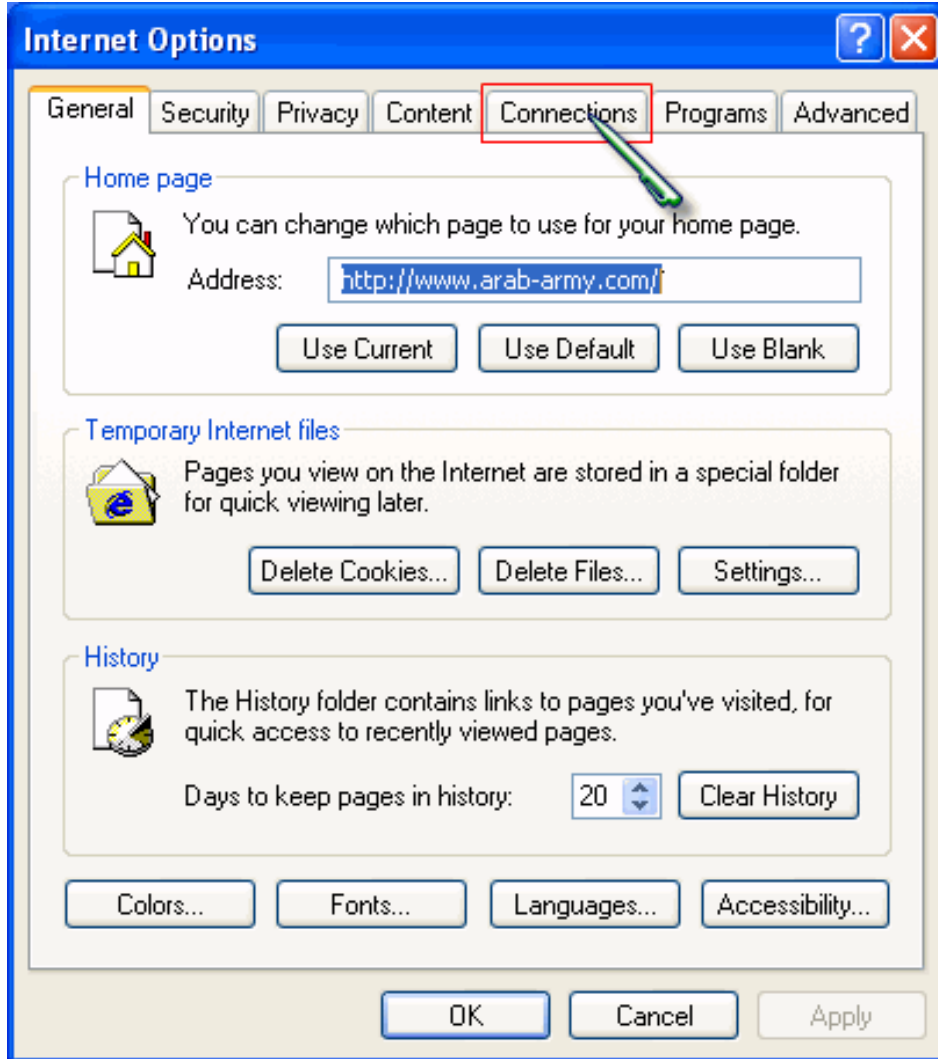 Internet Options
General Security Privacy Content Connections Programs Advanced
Home page
You can change which page to use for your home page.
Address: http://www.arab-army.com/
Use Current Use Default Use Blank
Temporary Internet files
Pages you view on the Internet are stored in a special folder
for quick viewing later.
Delete Cookies... Delete Files... Settings...
History
The History folder contains links to pages you've visited, for
quick access to recently viewed pages.
Days to keep pages in history: 20 Clear History
Colors... Fonts... Languages... Accessibility...
OK Cancel Apply